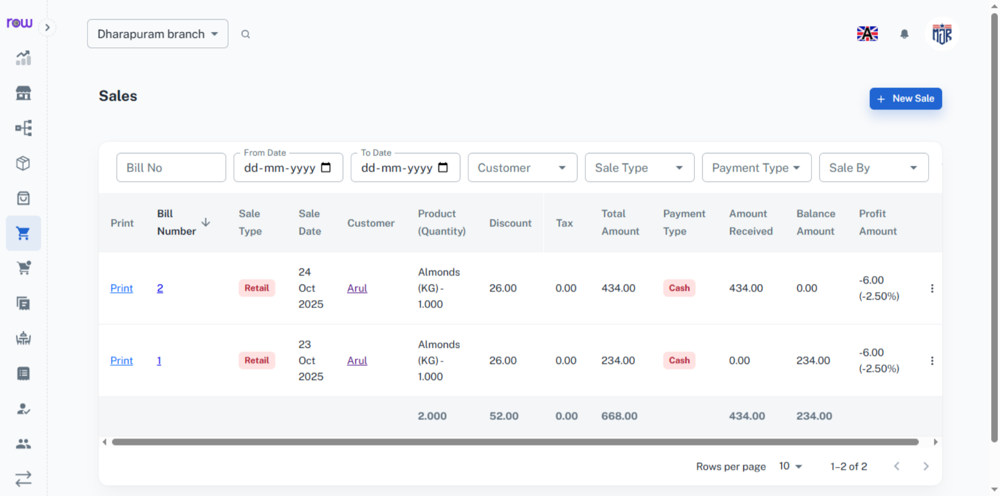 row
Dharapuram branch
A
MJR
Sales
+ New Sale
Bill No
From Date
dd-mm-yyyy
To Date
dd-mm-yyyy
Customer
Sale Type
Payment Type
Sale By
Print
Bill
Number
Sale
Type
Sale
Date
Customer
Product
(Quantity)
Discount
Tax
Total
Amount
Payment
Type
Amount
Received
Balance
Amount
Profit
Amount
Print
2
Retail
24
Oct
2025
Arul
Almonds
(KG) -
1.000
26.00
0.00
434.00
Cash
434.00
0.00
-6.00
(-2.50%)
Print
1
Retail
23
Oct
2025
Arul
Almonds
(KG) -
1.000
26.00
0.00
234.00
Cash
0.00
234.00
-6.00
(-2.50%)
2.000
52.00
0.00
668.00
434.00
234.00
Rows per page
10
1–2 of 2